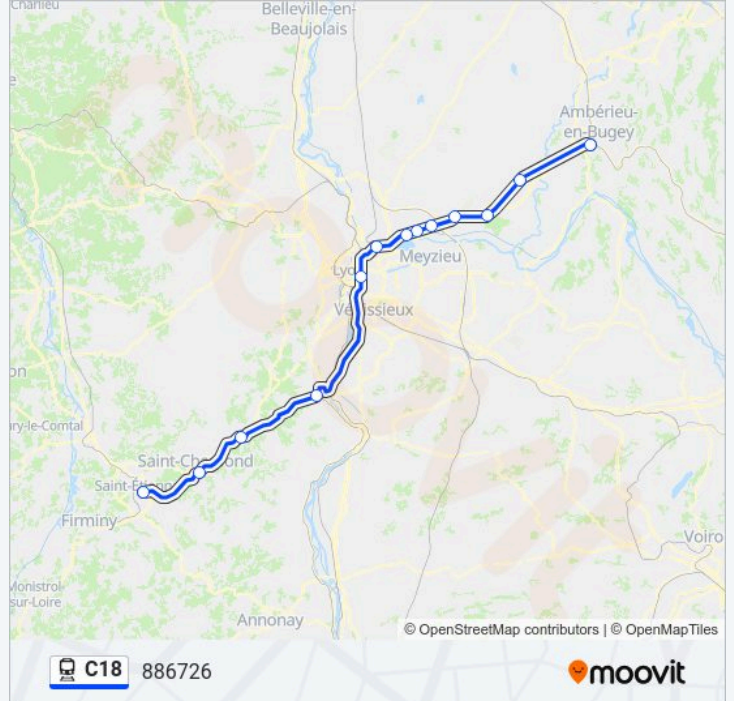 Chanieu
Belleville-en-
Beaujolais
e
Ambérieu-
en-Bugey
Meyzieu
Lyo
Vénissieux
on
ary-le-Comtal
Saint-Chamond
Saint-Étienne
Firminy
Voiro
Monistrol
sur-Loire
Annonay
© OpenStreetMap contributors | © OpenMapTiles
C18 886726 moovit